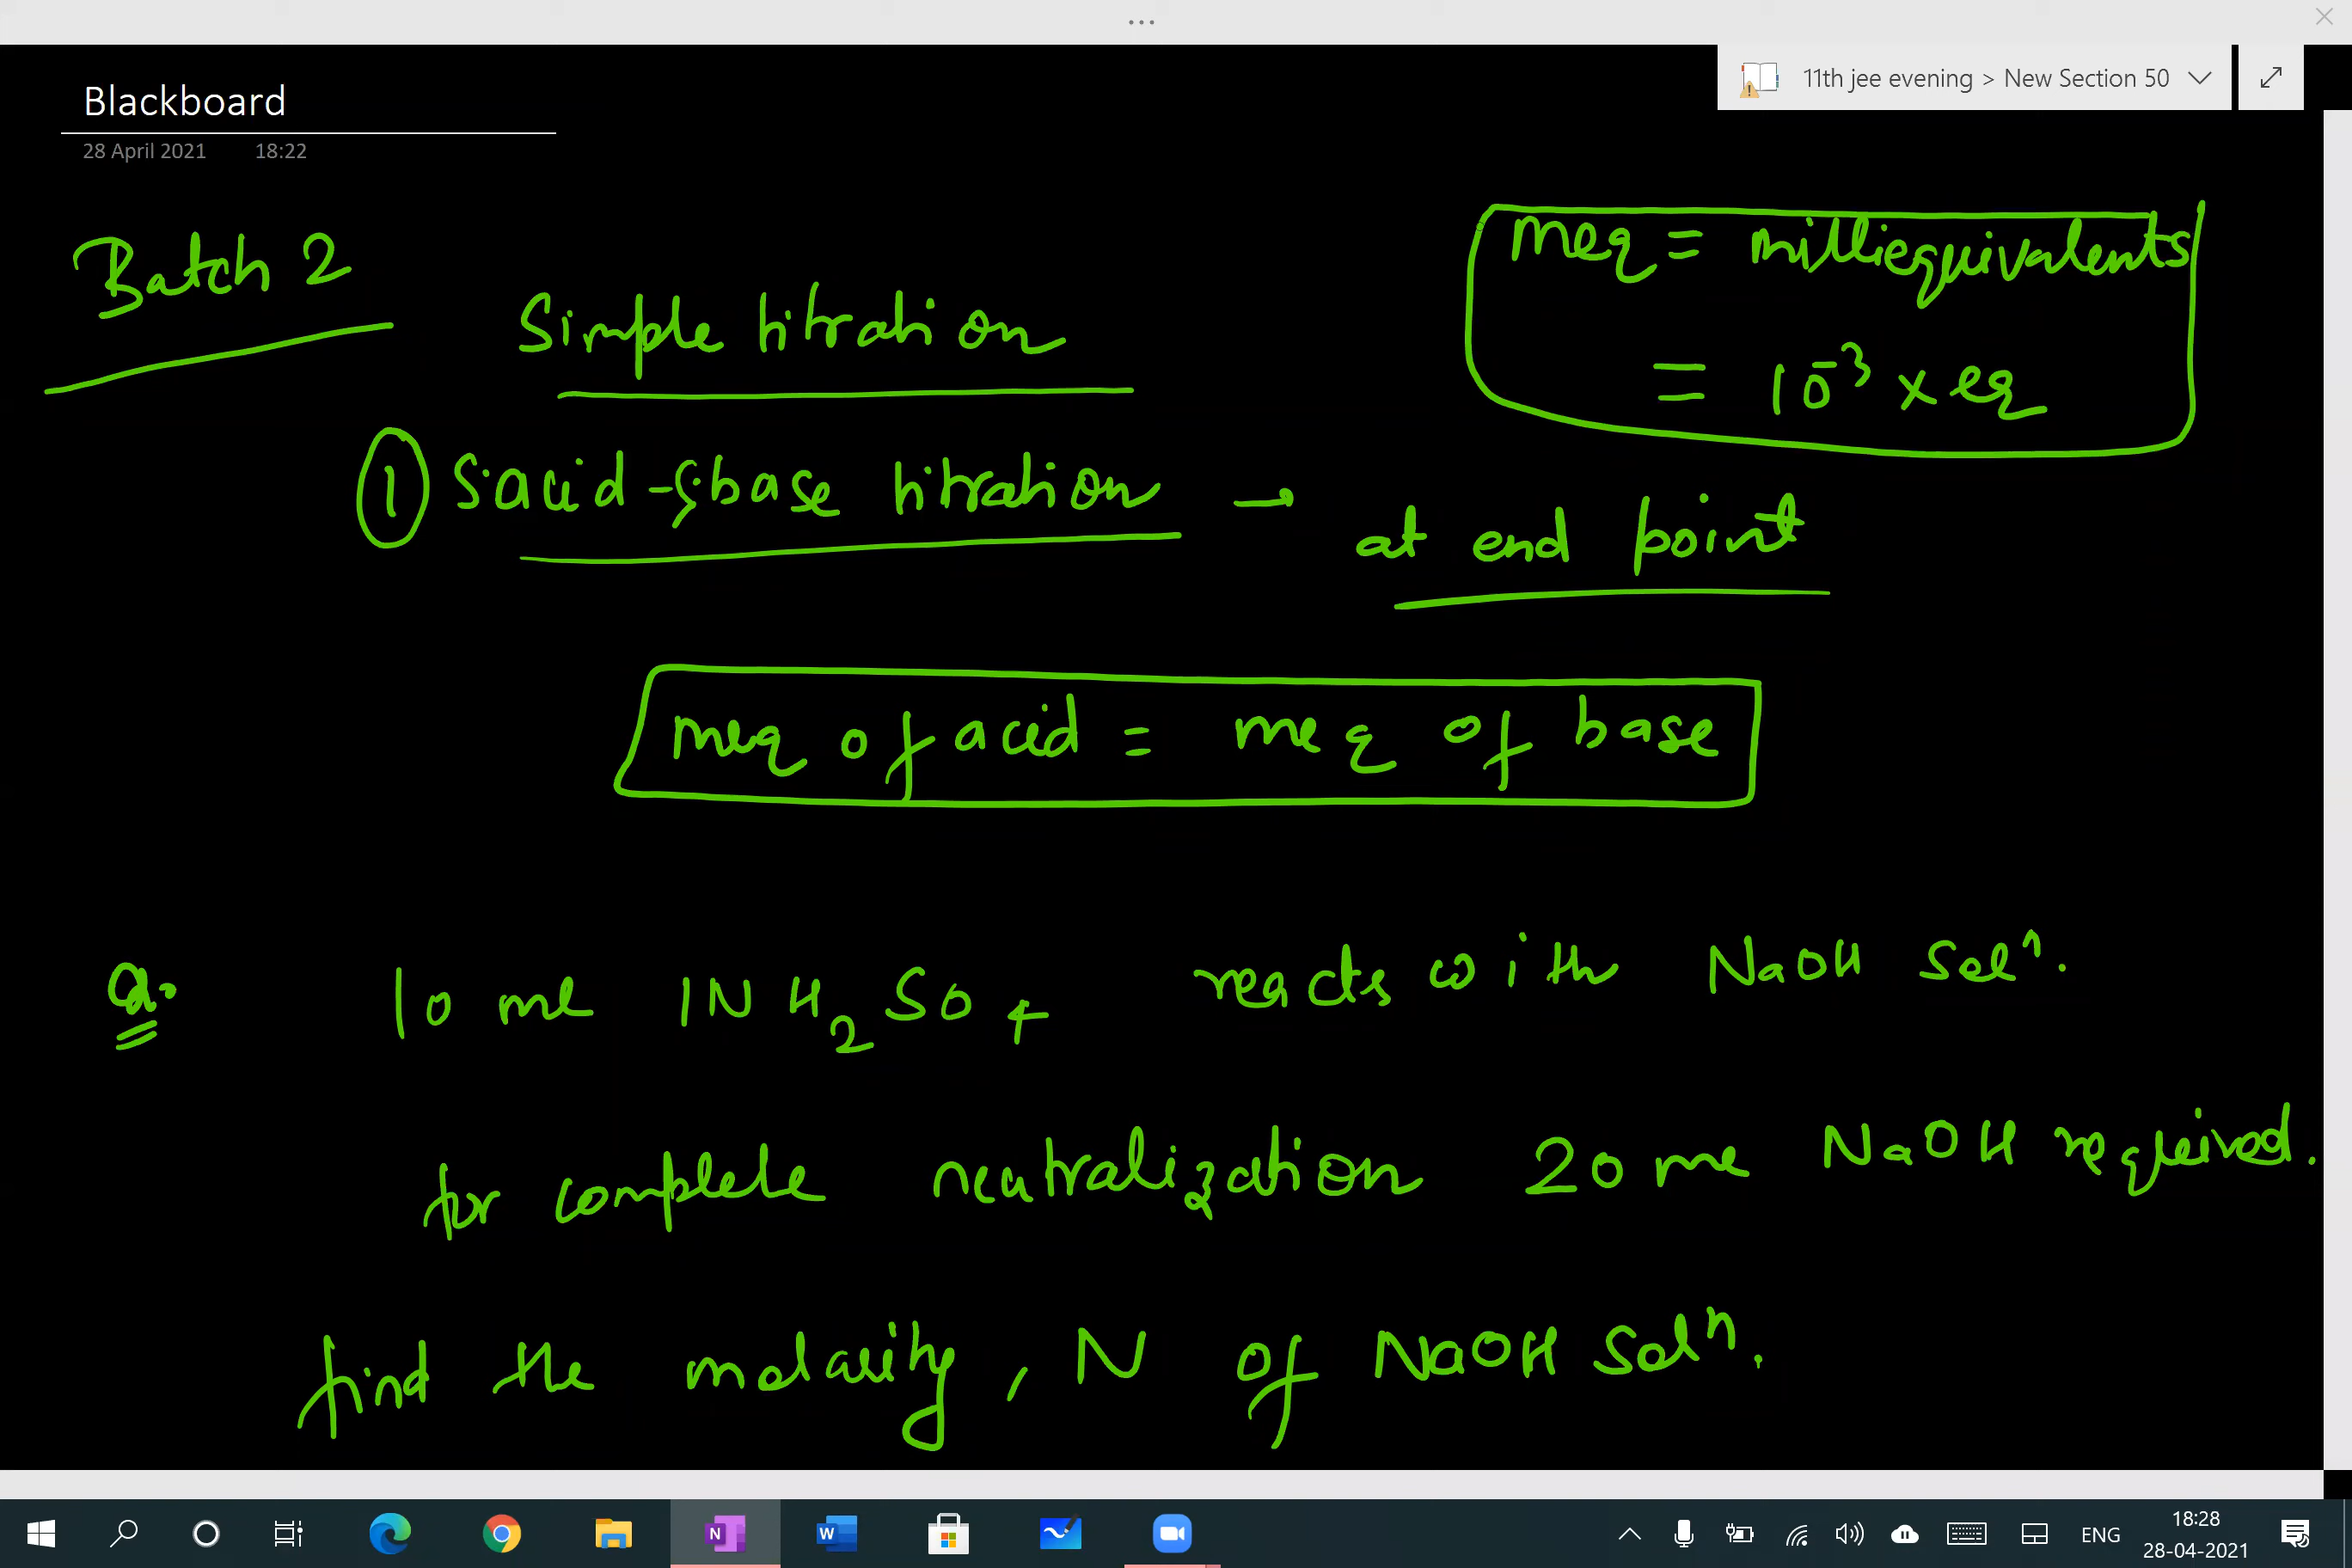 ...
11th jee evening > New Section 50
Blackboard
28 April 2021 18:22
Batch 2
meq = milliequivalents
= 10⁻³ × eq
Simple titration
① S.acid - S.base titration → at end point
meq of acid = meq of base
Q. 10 ml 1N H₂SO₄ reacts with NaOH Solⁿ.
for complete neutralization 20 ml NaOH required.
find the molarity, N of NaOH Solⁿ.
ENG
18:28
28-04-2021